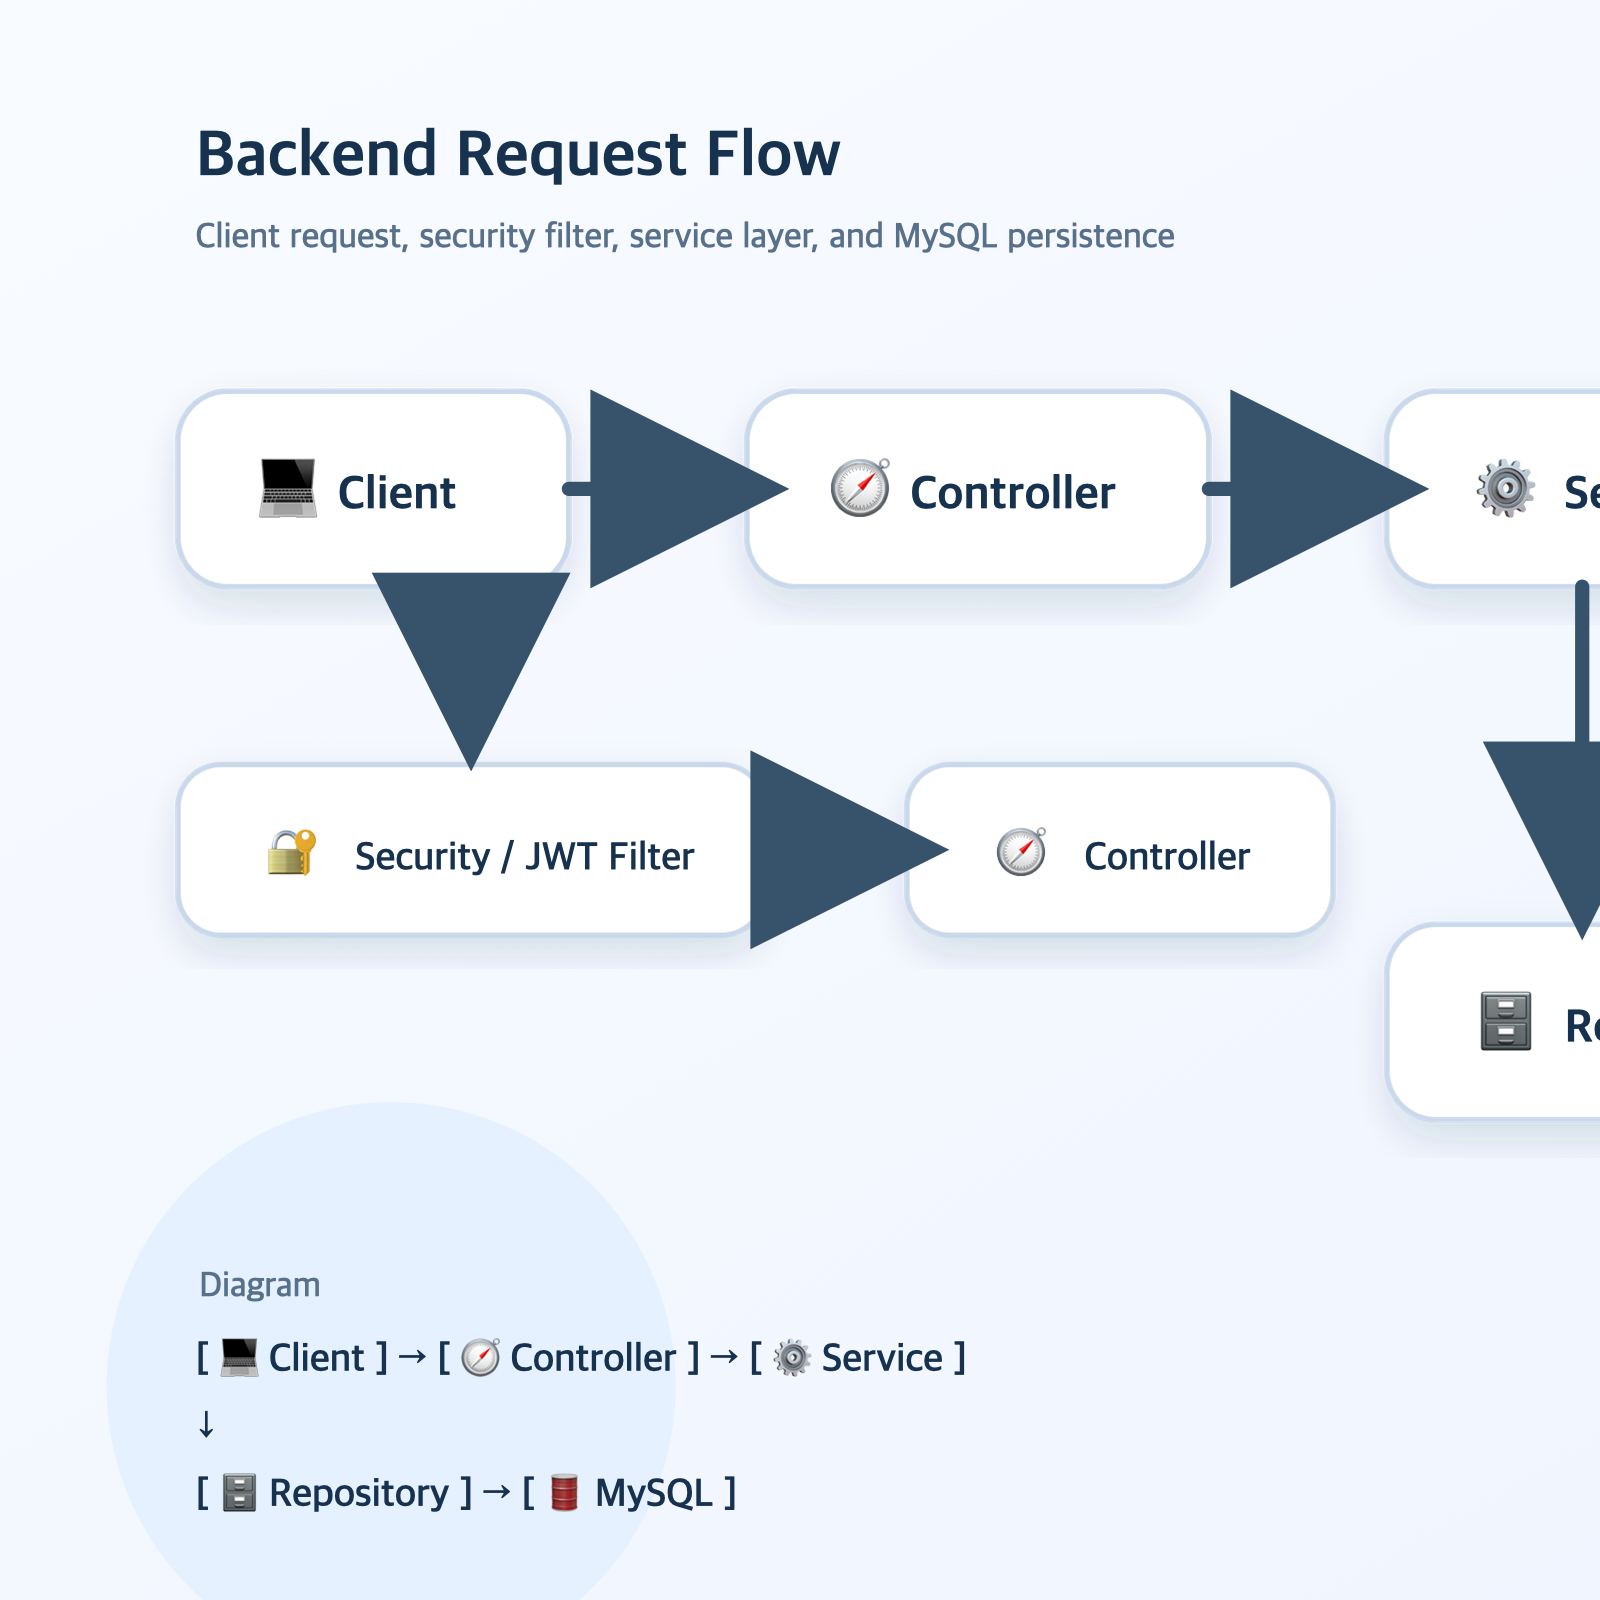 Backend Request Flow
Client request, security filter, service layer, and MySQL persistence
Client
Controller
Security / JWT Filter
Controller
Diagram
[ Client ] → [ Controller ] → [ Service ]
↓
[ Repository ] → [ MySQL ]